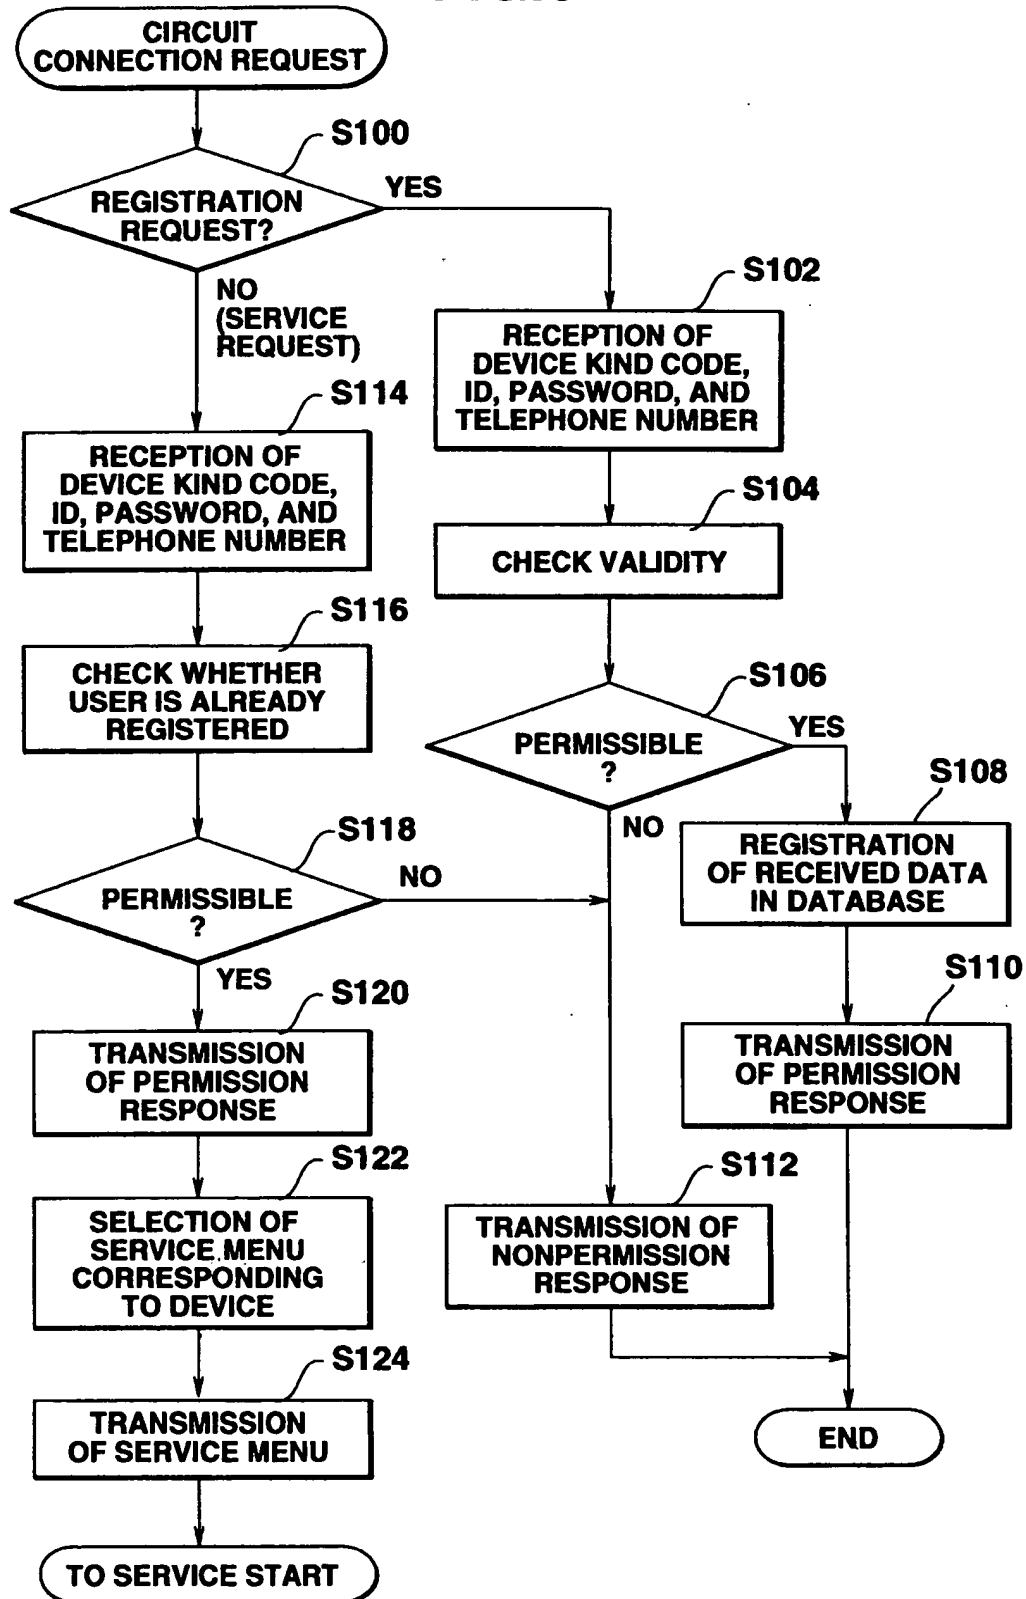 CIRCUIT
CONNECTION REQUEST
S100
REGISTRATION
REQUEST?
YES
NO
(SERVICE
REQUEST)
S102
RECEPTION OF
DEVICE KIND CODE,
ID, PASSWORD, AND
TELEPHONE NUMBER
S114
RECEPTION OF
DEVICE KIND CODE,
ID, PASSWORD, AND
TELEPHONE NUMBER
S104
CHECK VALIDITY
S116
CHECK WHETHER
USER IS ALREADY
REGISTERED
S106
PERMISSIBLE
?
YES
NO
S108
REGISTRATION
OF RECEIVED DATA
IN DATABASE
S118
PERMISSIBLE
?
NO
YES
S110
TRANSMISSION
OF PERMISSION
RESPONSE
S120
TRANSMISSION
OF PERMISSION
RESPONSE
S122
SELECTION OF
SERVICE MENU
CORRESPONDING
TO DEVICE
S112
TRANSMISSION OF
NONPERMISSION
RESPONSE
S124
TRANSMISSION
OF SERVICE MENU
END
TO SERVICE START